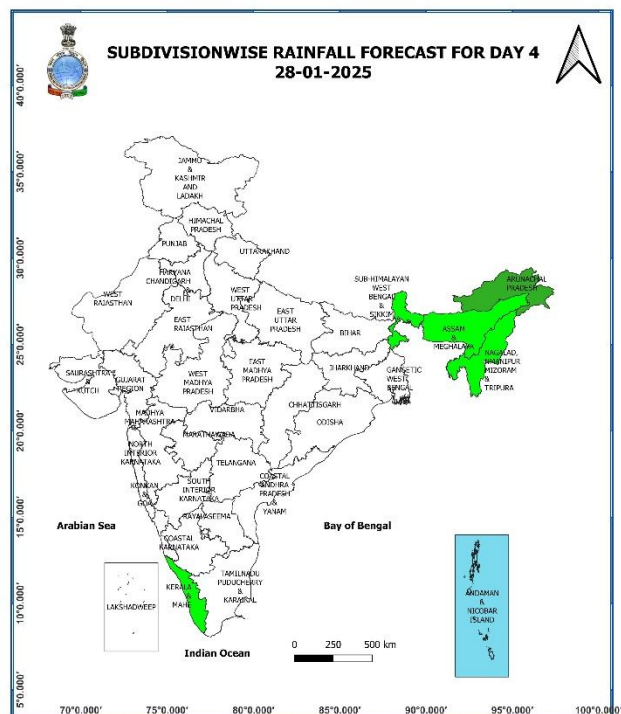 SUBDIVISIONWISE RAINFALL FORECAST FOR DAY 4
28-01-2025
40°0.000'
35°0.000'
30°0.000'
25°0.000'
20°0.000'
15°0.000'
10°0.000'
5°0.000'
JAMMU
&
KASHMIR
AND
LADAKH
HIMACHAL
PRADESH
PUNJAB
UTTARAKHAND
HARYANA
CHANDIGARH
&
DELHI
WEST
RAJASTHAN
WEST
UTTAR
PRADESH
EAST
RAJASTHAN
EAST
UTTAR
PRADESH
SUB-HIMALAYAN
WEST
BENGAL
&
SIKKIM
ARUNACHAL
PRADESH
ASSAM
&
MEGHALAYA
BIHAR
NAGALAD,
MANIPUR
MIZORAM
&
TRIPURA
SAURASHTRA
&
KUTCH
GUJARAT
REGION
WEST
MADHYA
PRADESH
EAST
MADHYA
PRADESH
JHARKHAND
GANGETIC
WEST
BENGAL
CHHATTISGARH
ODISHA
MADHYA
MAHARASHTRA
VIDARBHA
MARATHAWADA
NORTH
INTERIOR
KARNATAKA
TELANGANA
KONKAN
&
GOA
SOUTH
INTERIOR
KARNATAKA
COASTAL
ANDHRA
PRADESH
&
YANAM
RAYALASEEMA
Arabian Sea
Bay of Bengal
COASTAL
KARNATAKA
TAMILNADU
PUDUCHERRY
&
KARAIKAL
KERALA
&
MAHE
LAKSHADWEEP
ANDAMAN
&
NICOBAR
ISLAND
Indian Ocean
0 250 500 km
70°0.000' 75°0.000' 80°0.000' 85°0.000' 90°0.000' 95°0.000' 100°0.000'